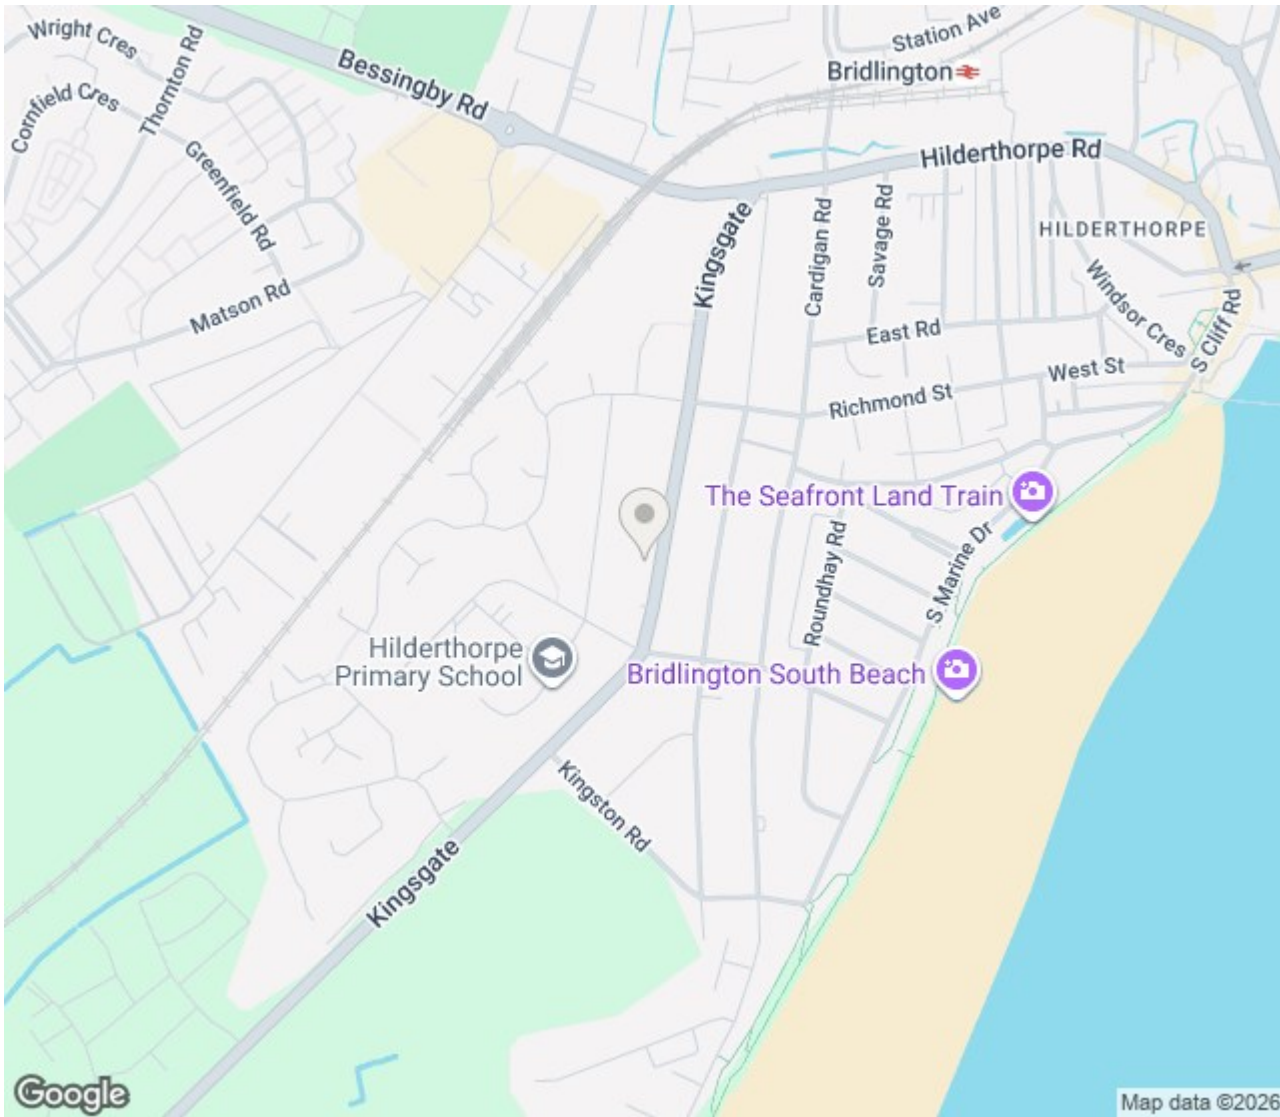 Wright Cres
Thornton Rd
Cornfield Cres
Greenfield Rd
Matson Rd
Bessingby Rd
Station Ave
Bridlington
Hilderthorpe Rd
Kingsgate
Cardigan Rd
Savage Rd
HILDERTHORPE
Windsor Cres
S Cliff Rd
East Rd
West St
Richmond St
The Seafront Land Train
Roundhay Rd
S Marine Dr
Hilderthorpe
Primary School
Bridlington South Beach
Kingston Rd
Kingsgate
Google
Map data ©2026